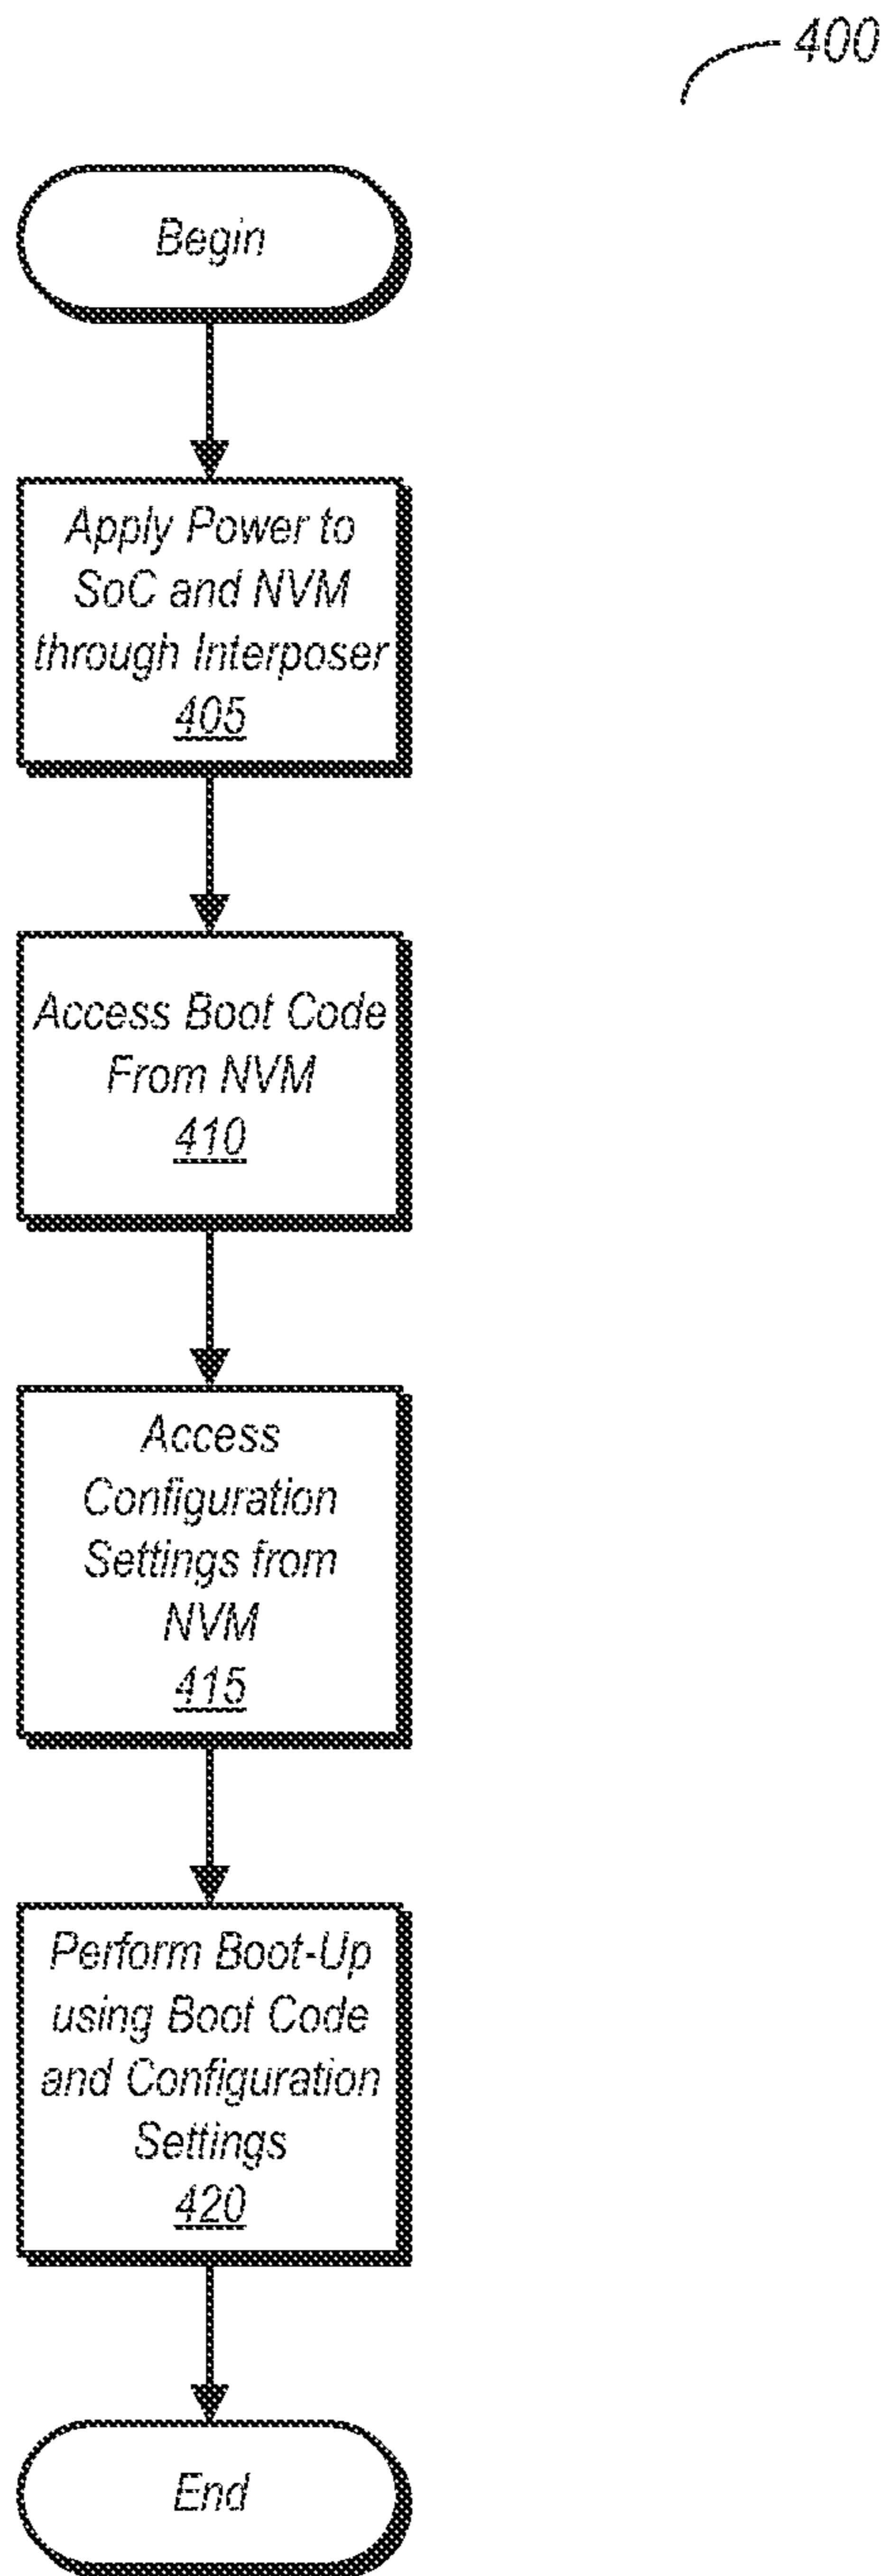 400
Begin
Apply Power to
SoC and NVM
through Interposer
405
Access Boot Code
From NVM
410
Access
Configuration
Settings from
NVM
415
Perform Boot-Up
using Boot Code
and Configuration
Settings
420
End